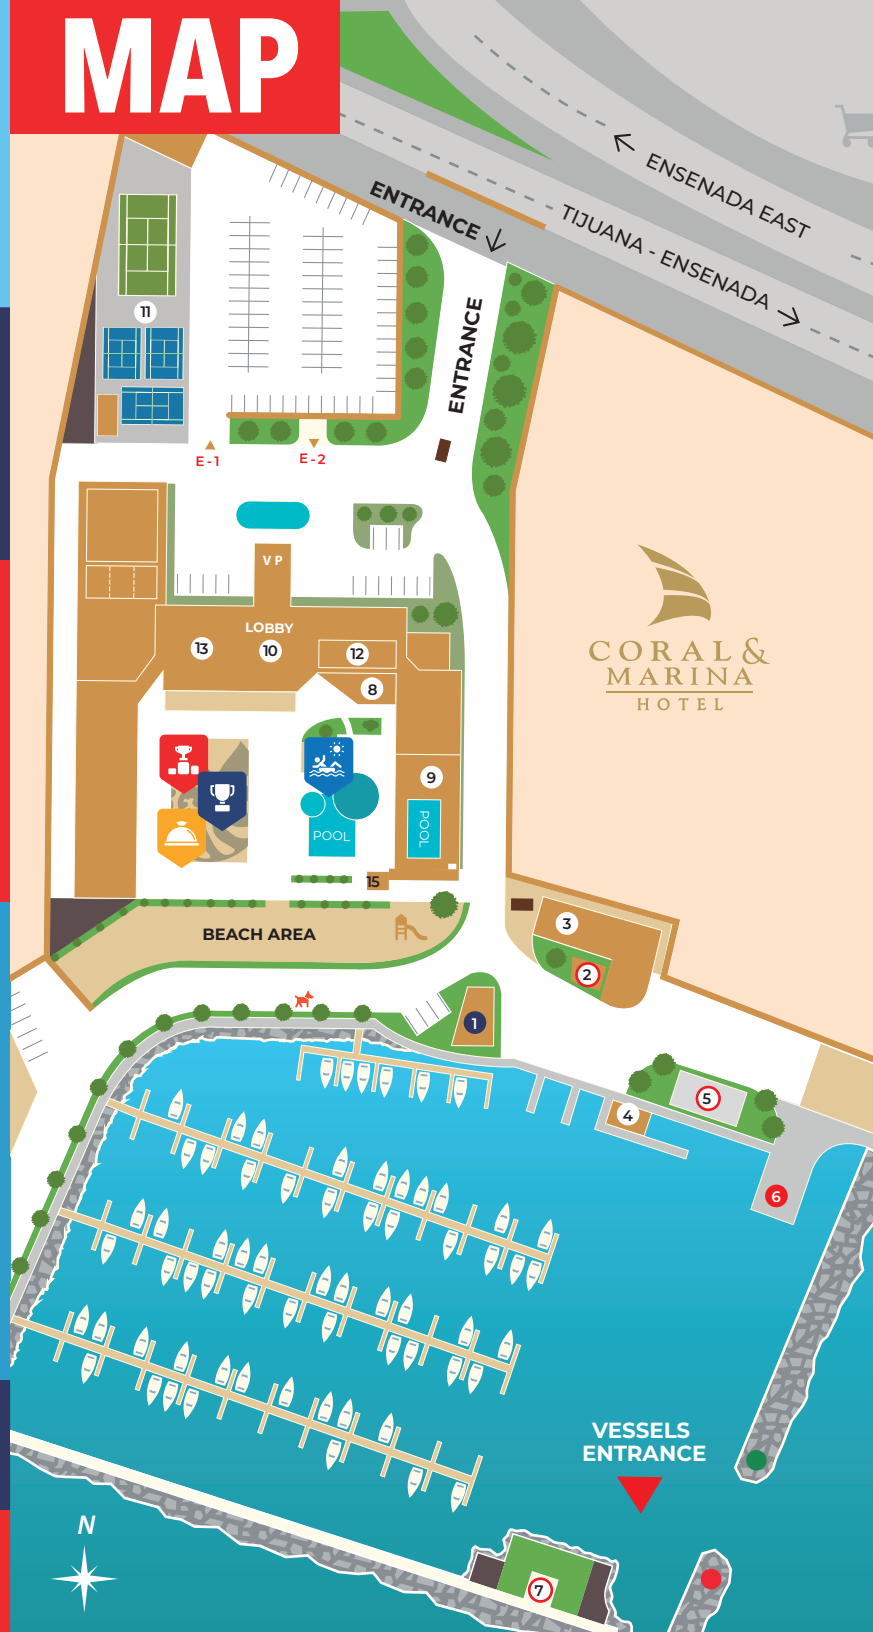 MAP
ENSENADA EAST
ENTRANCE
TIJUANA - ENSENADA
ENTRANCE
11
E-1
E-2
VP
LOBBY
13
10
12
8
CORAL &
MARINA
HOTEL
9
POOL
POOL
15
BEACH AREA
3
2
1
5
4
6
VESSELS
ENTRANCE
N
7